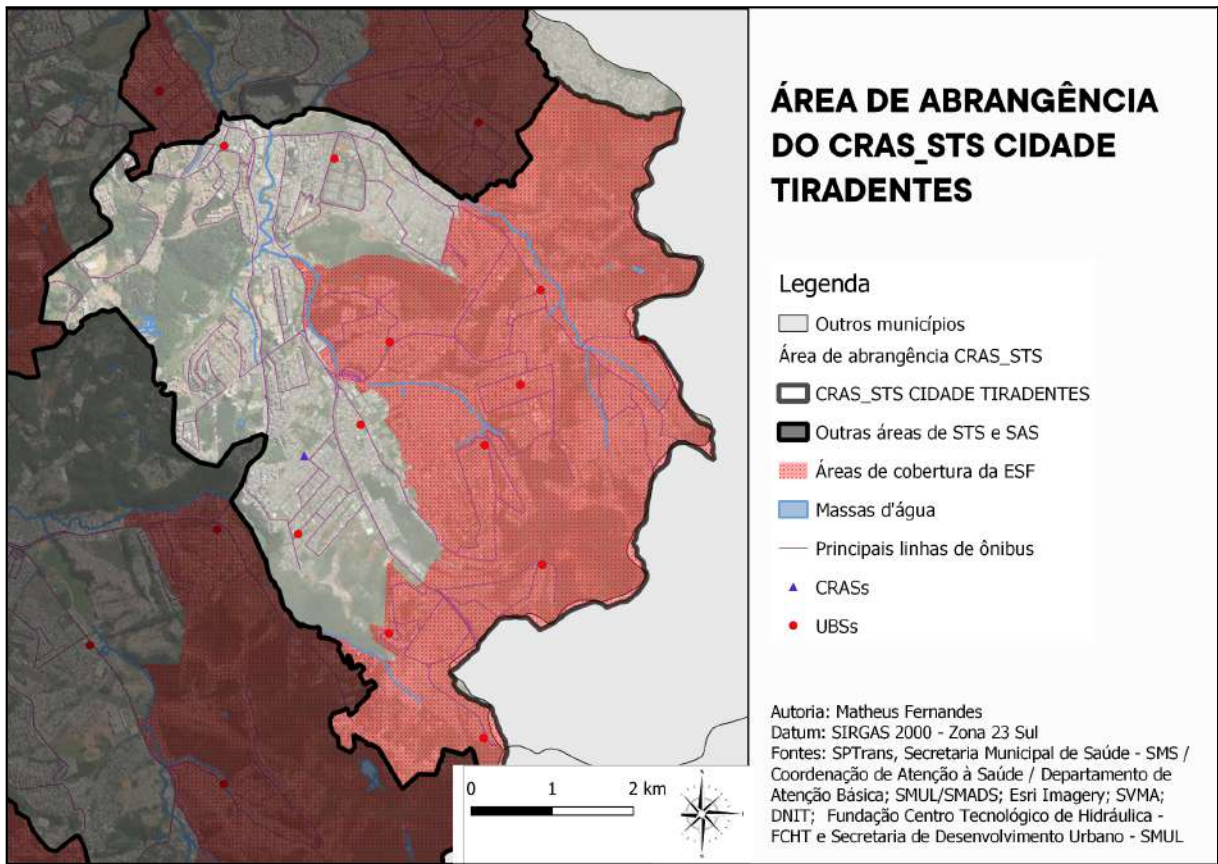 ÁREA DE ABRANGÊNCIA
DO CRAS_STS CIDADE
TIRADENTES
Legenda
Outros municípios
Área de abrangência CRAS_STS
CRAS_STS CIDADE TIRADENTES
Outras áreas de STS e SAS
Áreas de cobertura da ESF
Massas d'água
Principais linhas de ônibus
CRASs
UBSs
Autoria: Matheus Fernandes
Datum: SIRGAS 2000 - Zona 23 Sul
Fontes: SPTrans, Secretaria Municipal de Saúde - SMS /
Coordenação de Atenção à Saúde / Departamento de
Atenção Básica; SMUL/SMADS; Esri Imagery; SVMA;
DNIT; Fundação Centro Tecnológico de Hidráulica -
FCHT e Secretaria de Desenvolvimento Urbano - SMUL
0 1 2 km